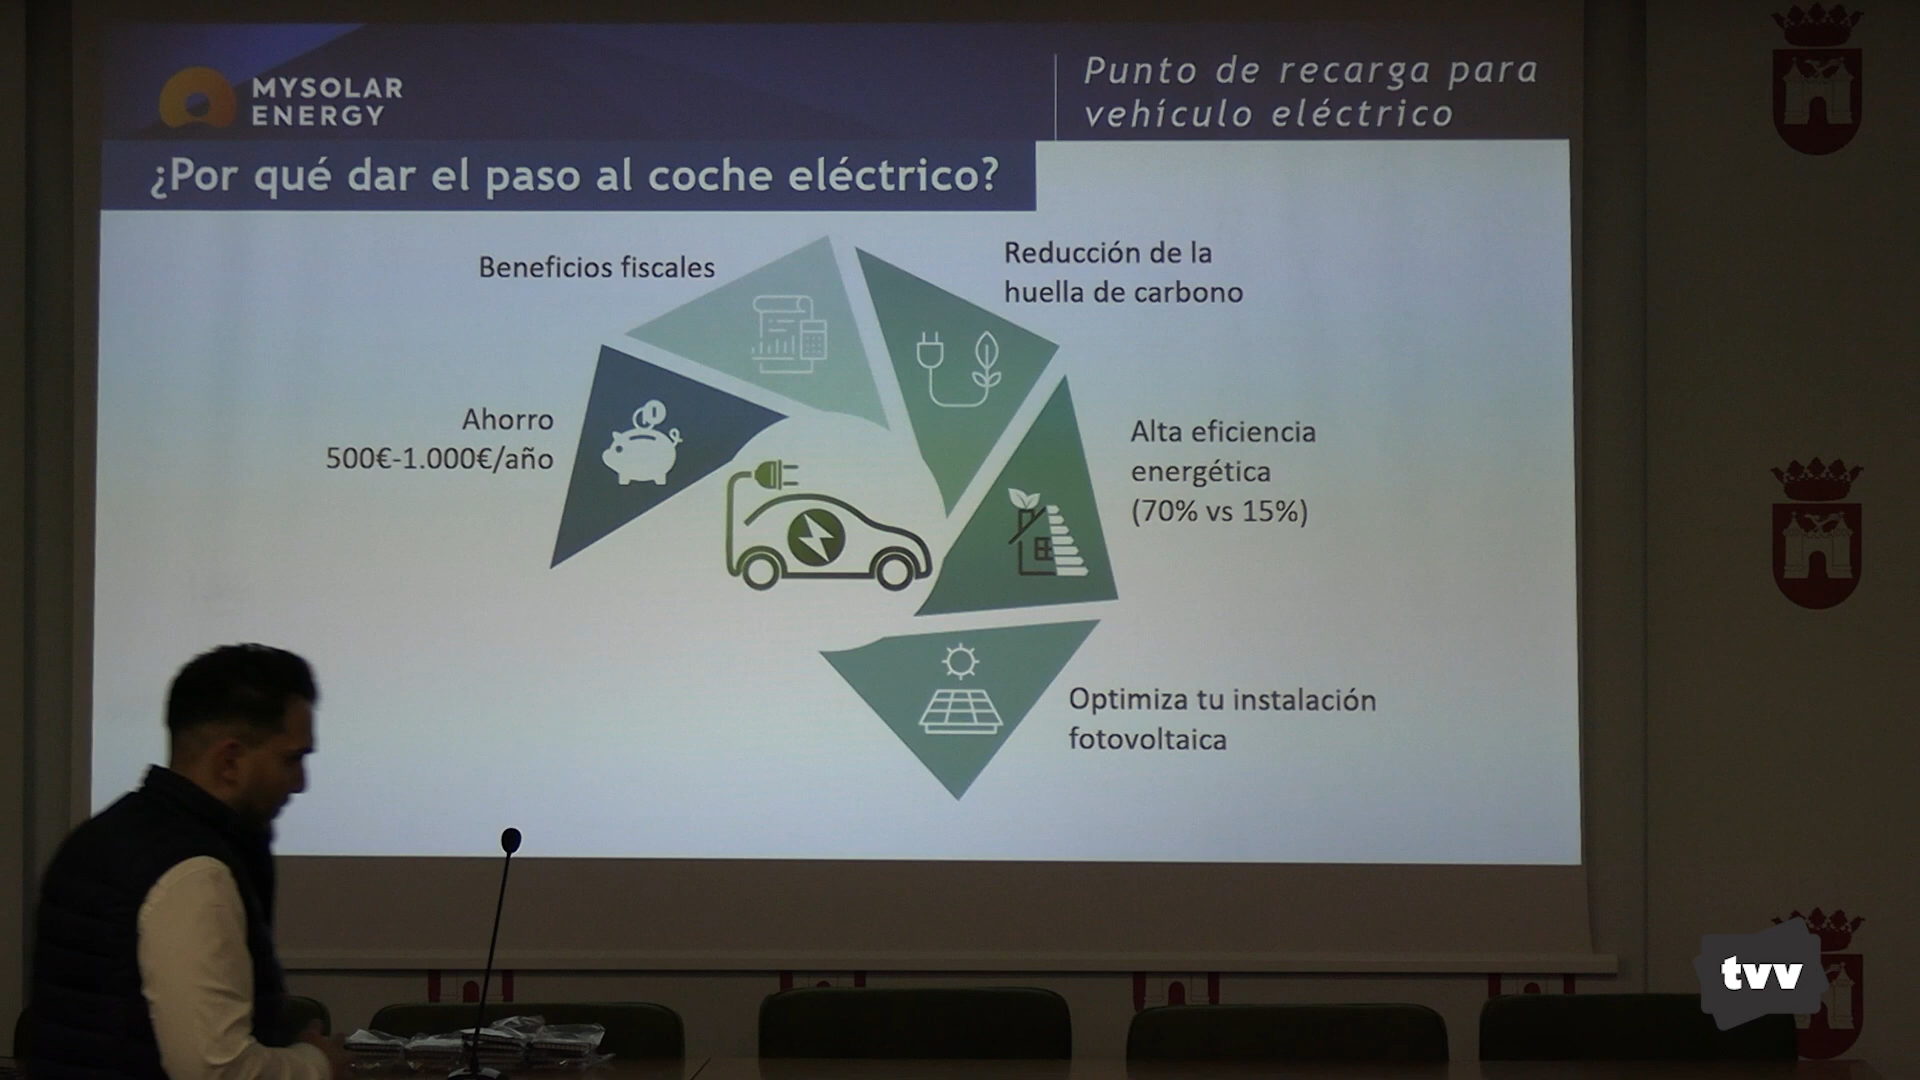 MYSOLAR
ENERGY
Punto de recarga para
vehículo eléctrico
¿Por qué dar el paso al coche eléctrico?
Beneficios fiscales
Reducción de la
huella de carbono
Ahorro
500€-1.000€/año
Alta eficiencia
energética
(70% vs 15%)
Optimiza tu instalación
fotovoltaica
tvv